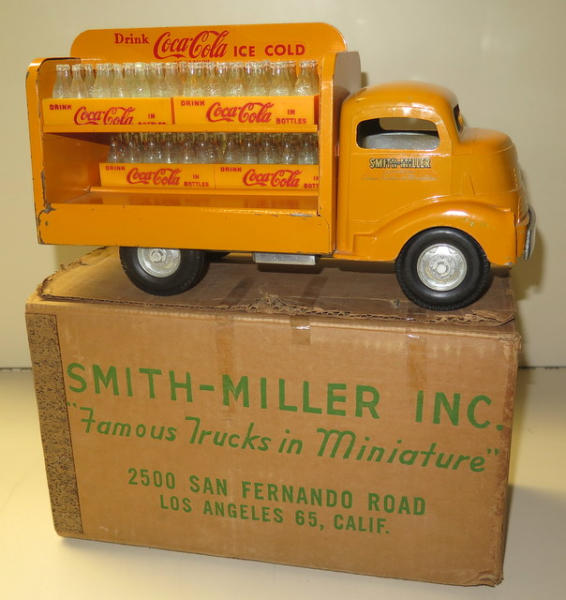 Drink Coca-Cola ICE COLD
DRINK Coca-Cola IN BOTTLES
DRINK Coca-Cola IN BOTTLES
DRINK Coca-Cola IN BOTTLES
DRINK Coca-Cola IN BOTTLES
SMITH-MILLER
SMITH-MILLER INC.
"Famous Trucks in Miniature"
2500 SAN FERNANDO ROAD
LOS ANGELES 65, CALIF.